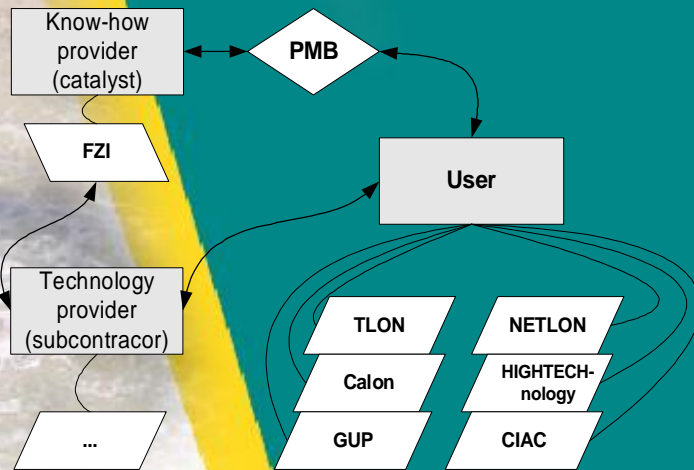 Know-how
provider
(catalyst)
PMB
FZI
User
Technology
provider
(subcontracor)
TLON
NETLON
Calon
HIGHTECH-
nology
...
GUP
CIAC